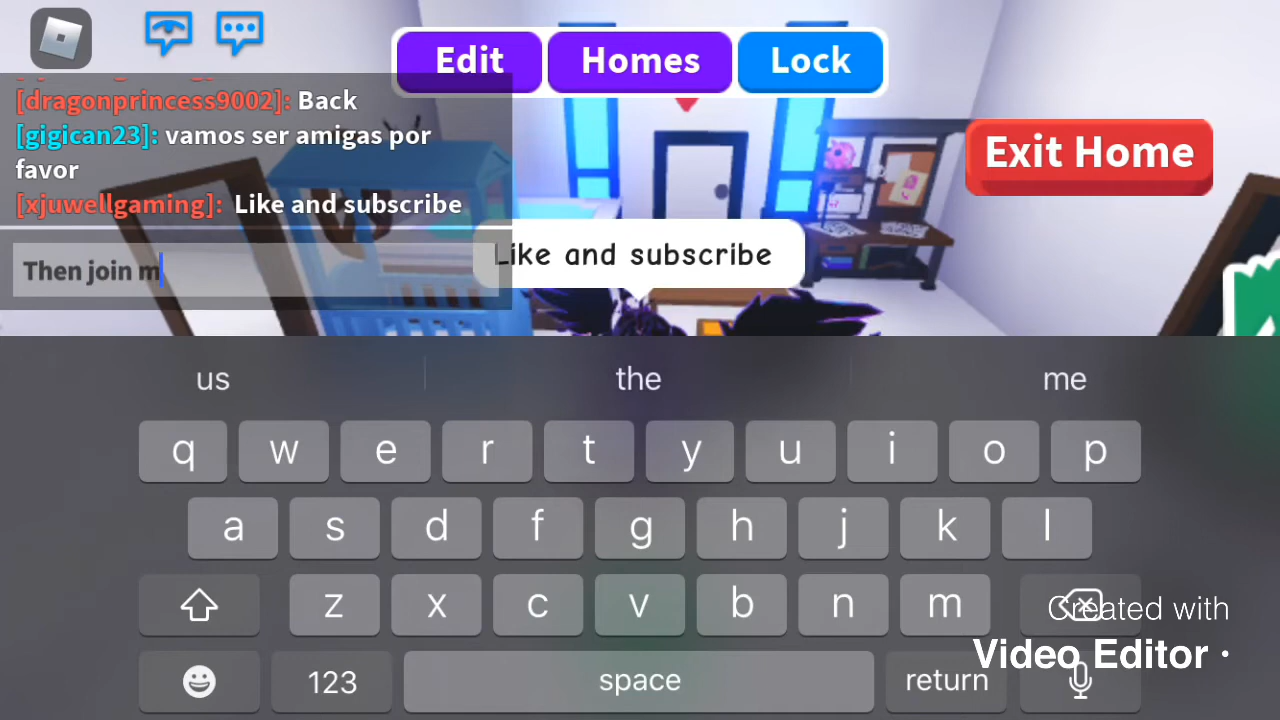 Edit
Homes
Lock
[dragonprincess9002]: Back
[gigican23]: vamos ser amigas por
favor
[xjuwellgaming]: Like and subscribe
Exit Home
Like and subscribe
Then join m
us
the
me
q w e r t y u i o p
a s d f g h j k l
z x c v b n m
123
space
return
Created with
Video Editor ·